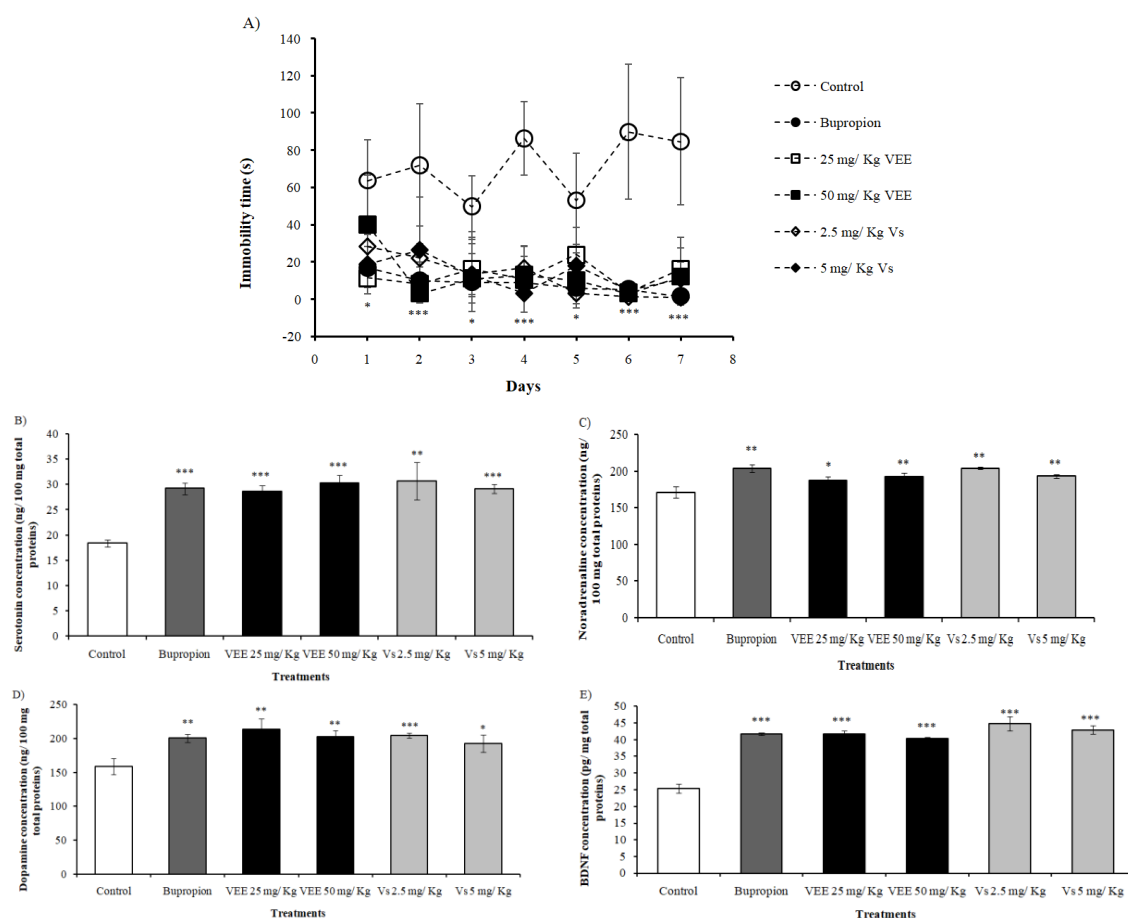 A)
140
120
100
80
60
40
20
0
-20
Immobility time (s)
* *** * *** * *** ***
0 1 2 3 4 5 6 7 8
Days
Control
Bupropion
25 mg/ Kg VEE
50 mg/ Kg VEE
2.5 mg/ Kg Vs
5 mg/ Kg Vs
B)
Serotonin concentration (ng/ 100 mg total
proteins)
40
35
30
25
20
15
10
5
0
*** *** *** ** ***
Control Bupropion VEE 25 mg/ Kg VEE 50 mg/ Kg Vs 2.5 mg/ Kg Vs 5 mg/ Kg
Treatments
C)
Noradrenaline concentration (ng/
100 mg total proteins)
250
200
150
100
50
0
** * ** ** **
Control Bupropion VEE 25 mg/ Kg VEE 50 mg/ Kg Vs 2.5 mg/ Kg Vs 5 mg/ Kg
Treatments
D)
Dopamine concentration (ng/ 100 mg
total proteins)
250
200
150
100
50
0
** ** ** *** *
Control Bupropion VEE 25 mg/ Kg VEE 50 mg/ Kg Vs 2.5 mg/ Kg Vs 5 mg/ Kg
Treatments
E)
BDNF concentration (pg/ mg total
proteins)
50
45
40
35
30
25
20
15
10
5
0
*** *** *** *** ***
Control Bupropion VEE 25 mg/ Kg VEE 50 mg/ Kg Vs 2.5 mg/ Kg Vs 5 mg/ Kg
Treatments